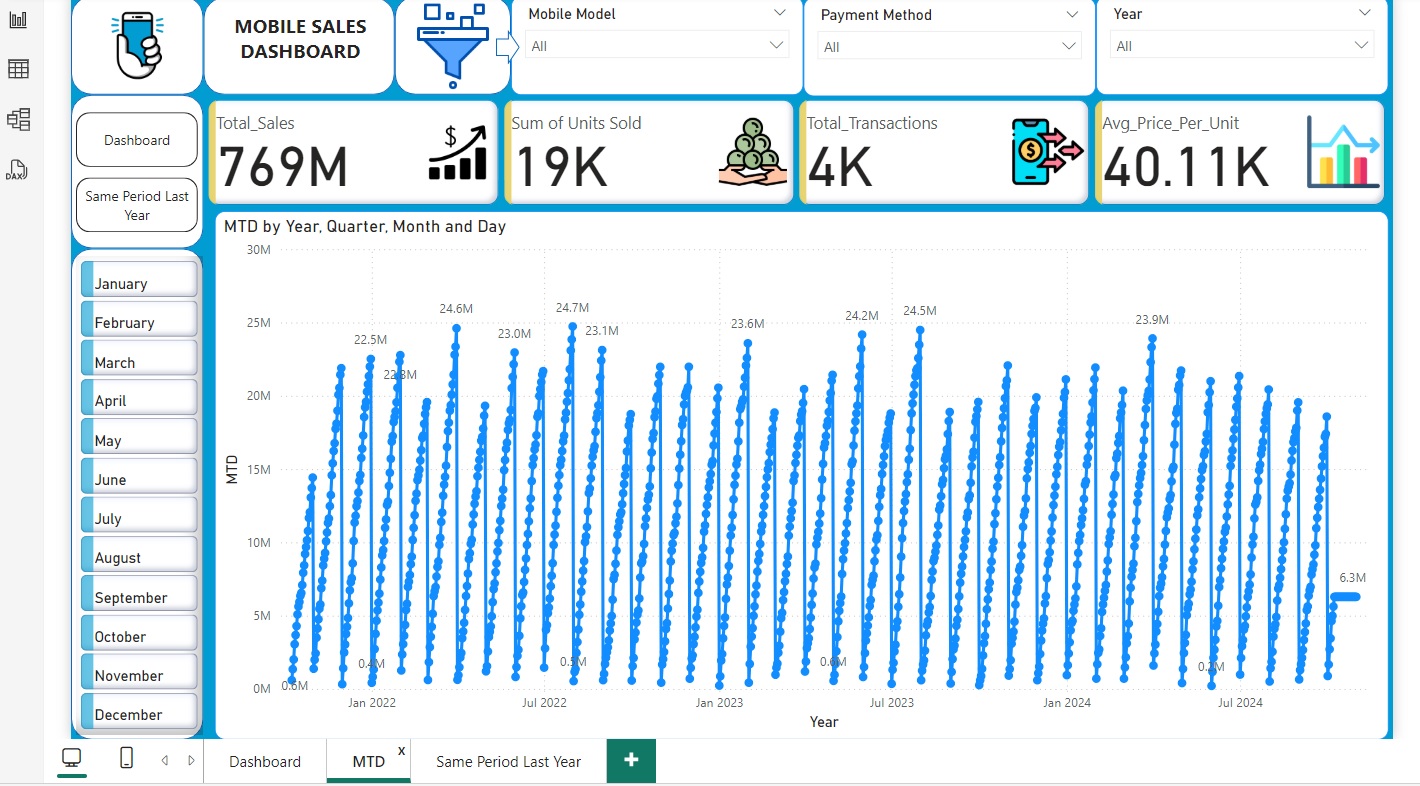 MOBILE SALES
DASHBOARD
Mobile Model
All
Payment Method
All
Year
All
DAX
Dashboard
Same Period Last
Year
Total_Sales
769M
$
Sum of Units Sold
19K
Total_Transactions
4K
$
Avg_Price_Per_Unit
40.11K
January
February
March
April
May
June
July
August
September
October
November
December
MTD by Year, Quarter, Month and Day
MTD
30M
25M
20M
15M
10M
5M
0M
0.6M
22.5M
0.4M
22.8M
24.6M
23.0M
24.7M
0.5M
23.1M
23.6M
0.6M
24.2M
24.5M
23.9M
0.2M
6.3M
Jan 2022
Jul 2022
Jan 2023
Jul 2023
Jan 2024
Jul 2024
Year
Dashboard
MTD
x
Same Period Last Year
+